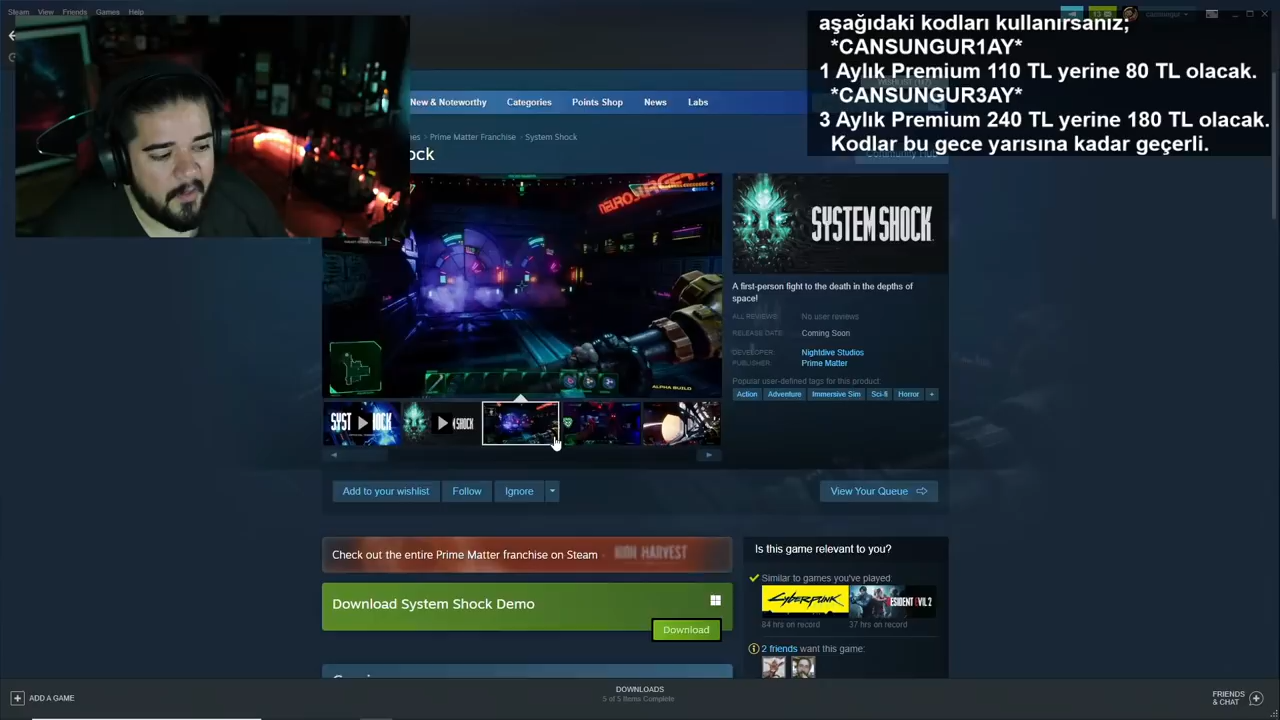 Steam View Friends Games Help
aşağıdaki kodları kullanırsanız;
*CANSUNGUR1AY*
1 Aylık Premium 110 TL yerine 80 TL olacak.
*CANSUNGUR3AY*
3 Aylık Premium 240 TL yerine 180 TL olacak.
Kodlar bu gece yarısına kadar geçerli.
New & Noteworthy Categories Points Shop News Labs
> Prime Matter Franchise > System Shock
ock
ALPHA BUILD
SYSTEM SHOCK
A first-person fight to the death in the depths of
space!
ALL REVIEWS: No user reviews
RELEASE DATE: Coming Soon
DEVELOPER: Nightdive Studios
PUBLISHER: Prime Matter
Popular user-defined tags for this product:
Action Adventure Immersive Sim Sci-fi Horror +
Add to your wishlist Follow Ignore
View Your Queue
Check out the entire Prime Matter franchise on Steam
Is this game relevant to you?
Similar to games you've played
CYBERPUNK
RESIDENT EVIL 2
84 hrs on record 37 hrs on record
Download System Shock Demo
Download
2 friends want this game:
ADD A GAME
DOWNLOADS
5 of 5 Items Complete
FRIENDS
& CHAT